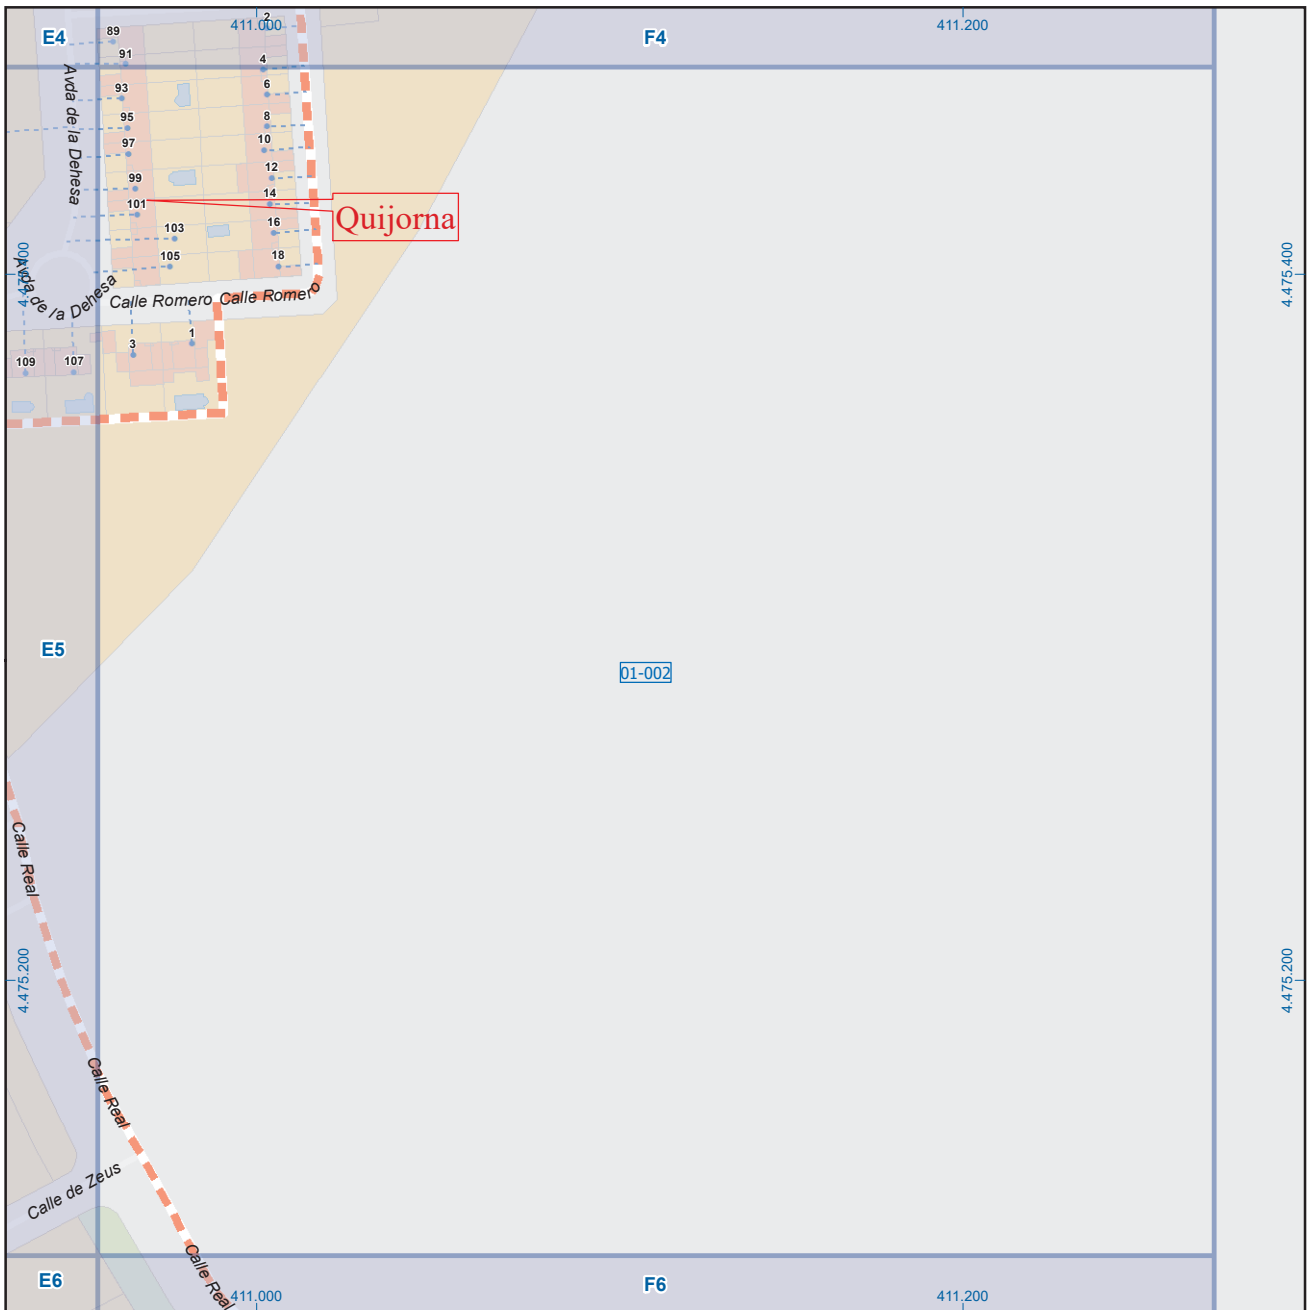 E4
F4
411.000
411.200
2
89
91
4
93
6
95
8
97
10
99
12
101
14
103
16
105
18
Quijorna
Avda de la Dehesa
Avda de la Dehesa
4.475.400
4.475.400
Calle Romero Calle Romero
1
3
109
107
E5
01-002
Calle Real
4.475.200
4.475.200
Calle Real
Calle de Zeus
Calle Real
E6
F6
411.000
411.200